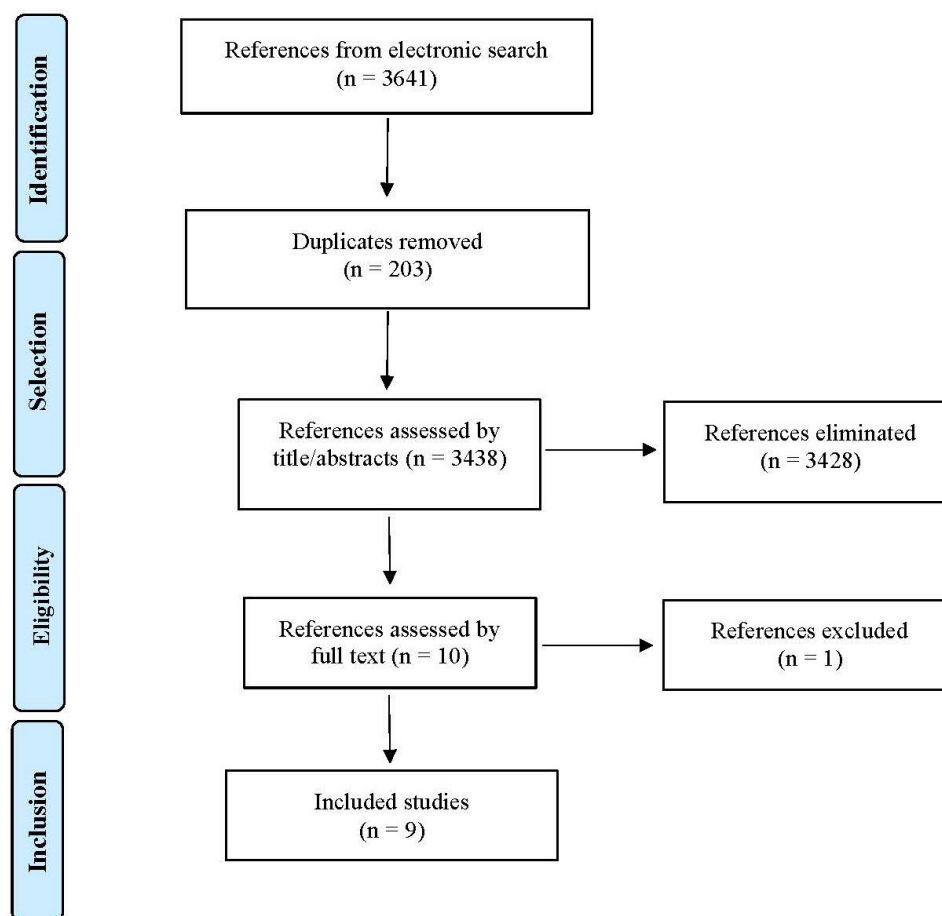 Identification
References from electronic search
(n = 3641)
Duplicates removed
(n = 203)
Selection
References assessed by
title/abstracts (n = 3438)
References eliminated
(n = 3428)
Eligibility
References assessed by
full text (n = 10)
References excluded
(n = 1)
Inclusion
Included studies
(n = 9)